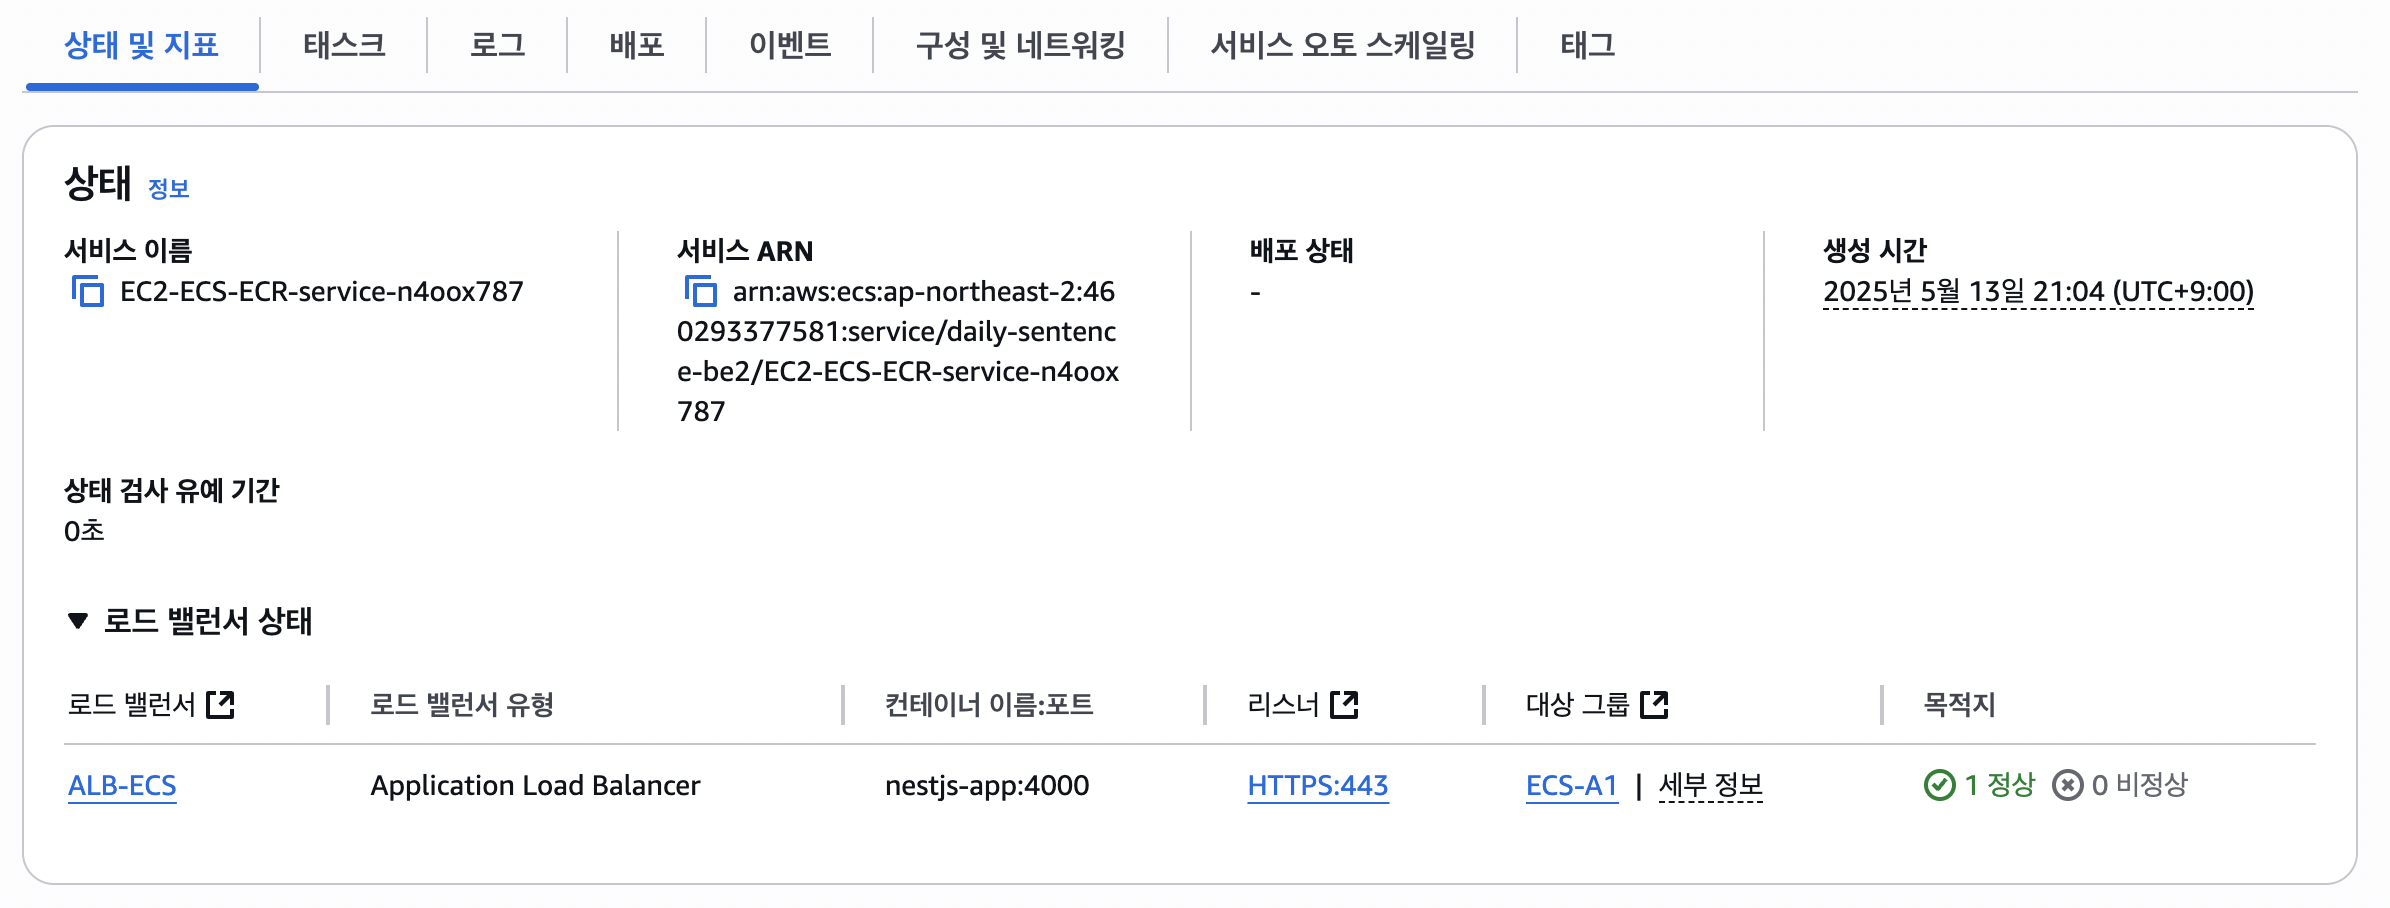 상태 및 지표 태스크 로그 배포 이벤트 구성 및 네트워킹 서비스 오토 스케일링 태그
상태 정보
서비스 이름
EC2-ECS-ECR-service-n4oox787
서비스 ARN
arn:aws:ecs:ap-northeast-2:46
0293377581:service/daily-sentenc
e-be2/EC2-ECS-ECR-service-n4oox
787
배포 상태
-
생성 시간
2025년 5월 13일 21:04 (UTC+9:00)
상태 검사 유예 기간
0초
로드 밸런서 상태
로드 밸런서 로드 밸런서 유형 컨테이너 이름:포트 리스너 대상 그룹 목적지
ALB-ECS Application Load Balancer nestjs-app:4000 HTTPS:443 ECS-A1 | 세부 정보 1 정상 0 비정상